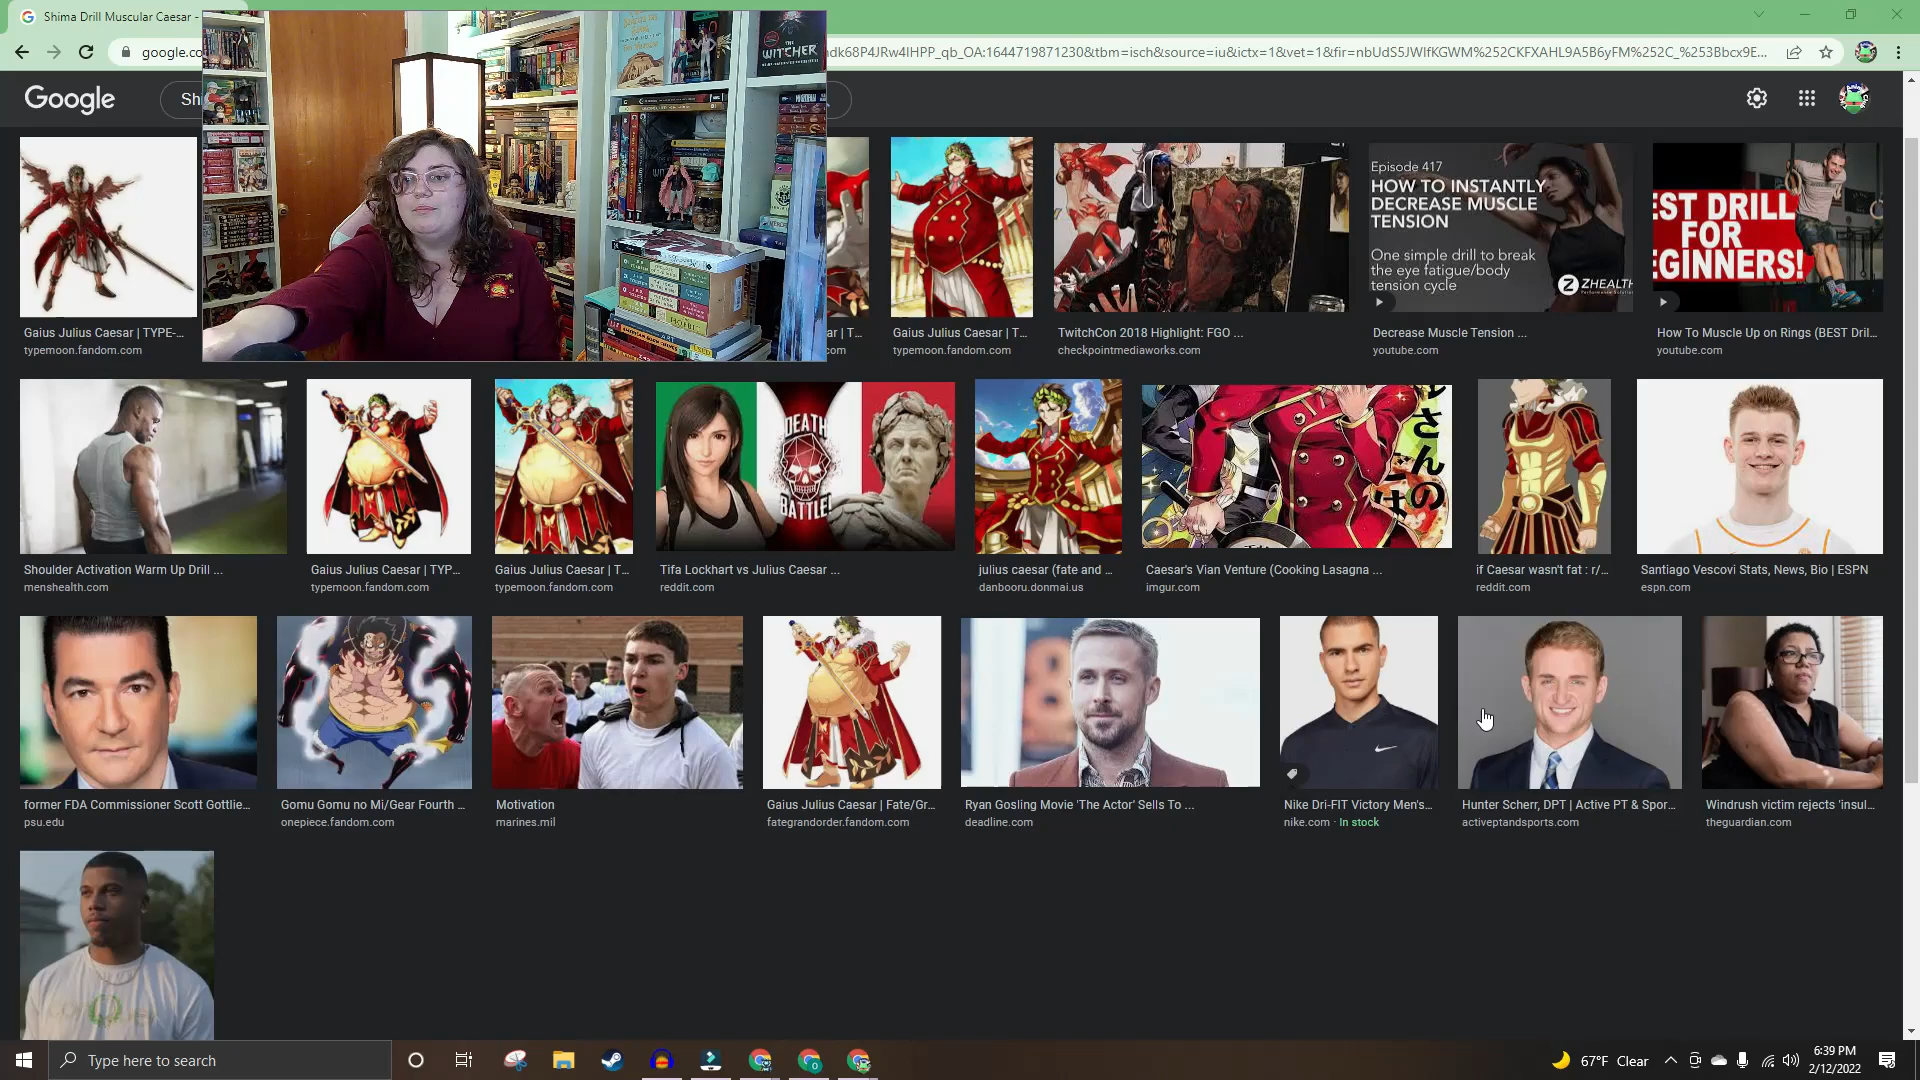 Shima Drill Muscular Caesar -
google.co
ndk68P4JRw4IHPP_qb_OA:1644719871230&tbm=isch&source=iu&ictx=1&vet=1&fir=nbUdS5JWIfKGWM%252CKFXAHL9A5B6yFM%252C_%253Bbcx9E...
Google
Shi
THE
WITCHER
Episode 417
HOW TO INSTANTLY
DECREASE MUSCLE
TENSION
One simple drill to break
the eye fatigue/body
tension cycle
Z ZHEALTH
EST DRILL
FOR
EGINNERS!
Gaius Julius Caesar | TYPE-...
typemoon.fandom.com
ar | T...
com
Gaius Julius Caesar | T...
typemoon.fandom.com
TwitchCon 2018 Highlight: FGO ...
checkpointmediaworks.com
Decrease Muscle Tension ...
youtube.com
How To Muscle Up on Rings (BEST Dril...
youtube.com
DEATH
BATTLE!
さんの
Shoulder Activation Warm Up Drill ...
menshealth.com
Gaius Julius Caesar | TYP...
typemoon.fandom.com
Gaius Julius Caesar | T...
typemoon.fandom.com
Tifa Lockhart vs Julius Caesar ...
reddit.com
julius caesar (fate and ...
danbooru.donmai.us
Caesar's Vian Venture (Cooking Lasagna ...
imgur.com
if Caesar wasn't fat : r/...
reddit.com
Santiago Vescovi Stats, News, Bio | ESPN
espn.com
former FDA Commissioner Scott Gottlie...
psu.edu
Gomu Gomu no Mi/Gear Fourth ...
onepiece.fandom.com
Motivation
marines.mil
Gaius Julius Caesar | Fate/Gr...
fategrandorder.fandom.com
Ryan Gosling Movie 'The Actor' Sells To ...
deadline.com
Nike Dri-FIT Victory Men's...
nike.com · In stock
Hunter Scherr, DPT | Active PT & Spor...
activeptandsports.com
Windrush victim rejects 'insul...
theguardian.com
Type here to search
67°F Clear
6:39 PM
2/12/2022